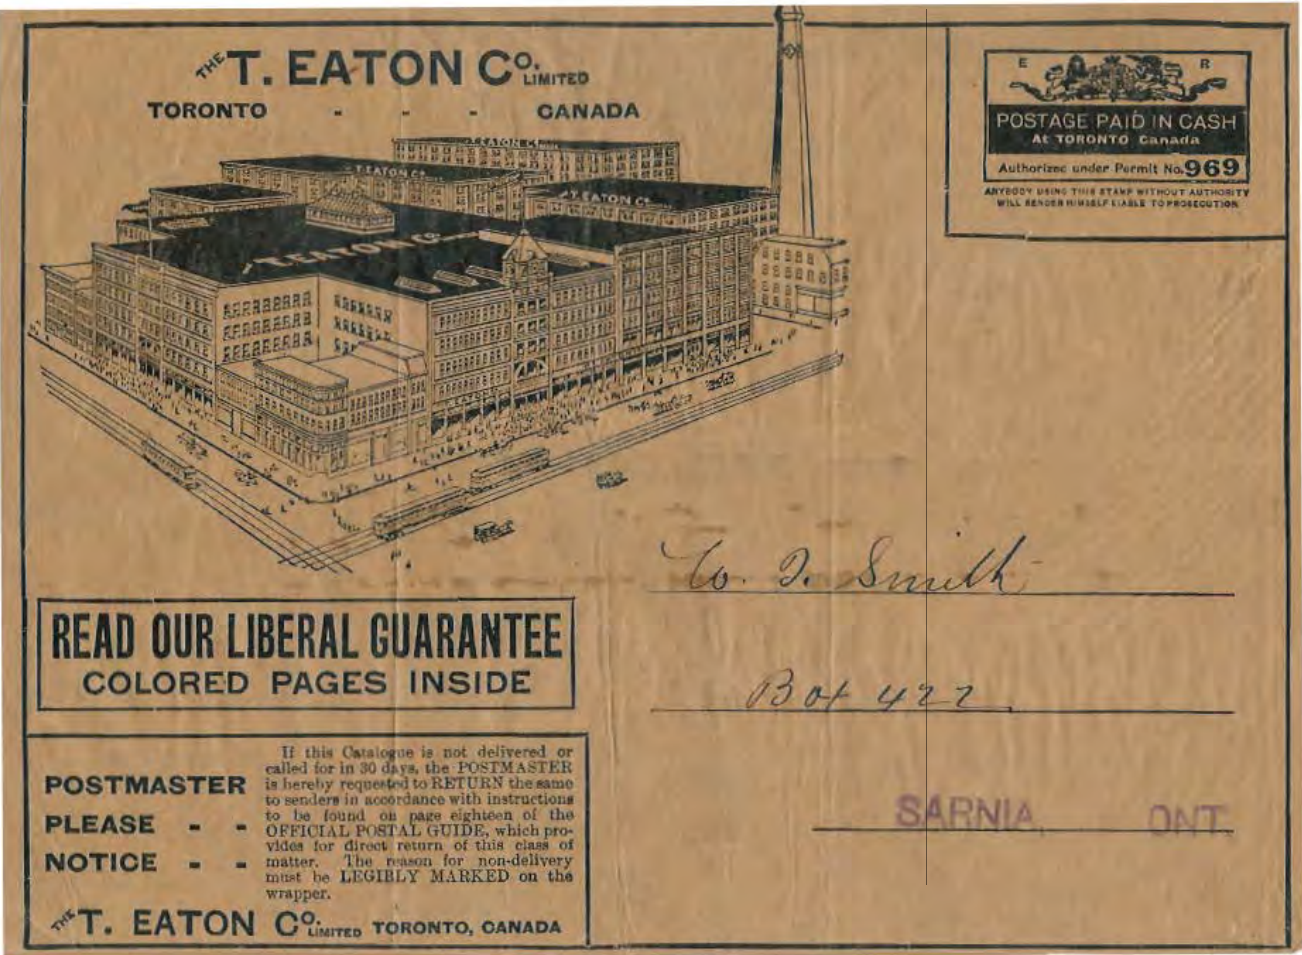 THE T. EATON CO. LIMITED
TORONTO - - - CANADA
T. EATON CO.
T. EATON CO.
T. EATON CO.
T. EATON CO.
E R
POSTAGE PAID IN CASH
At TORONTO Canada
Authorized under Permit No. 969
ANYBODY USING THIS STAMP WITHOUT AUTHORITY
WILL RENDER HIMSELF LIABLE TO PROSECUTION
Smith
Box 422
SARNIA, ONT.
READ OUR LIBERAL GUARANTEE
COLORED PAGES INSIDE
POSTMASTER
PLEASE - -
NOTICE - -
If this Catalogue is not delivered or
called for in 30 days, the POSTMASTER
is hereby requested to RETURN the same
to senders in accordance with instructions
to be found on page eighteen of the
OFFICIAL POSTAL GUIDE, which pro-
vides for direct return of this class of
matter. The reason for non-delivery
must be LEGIBLY MARKED on the
wrapper.
THE T. EATON CO. LIMITED TORONTO, CANADA